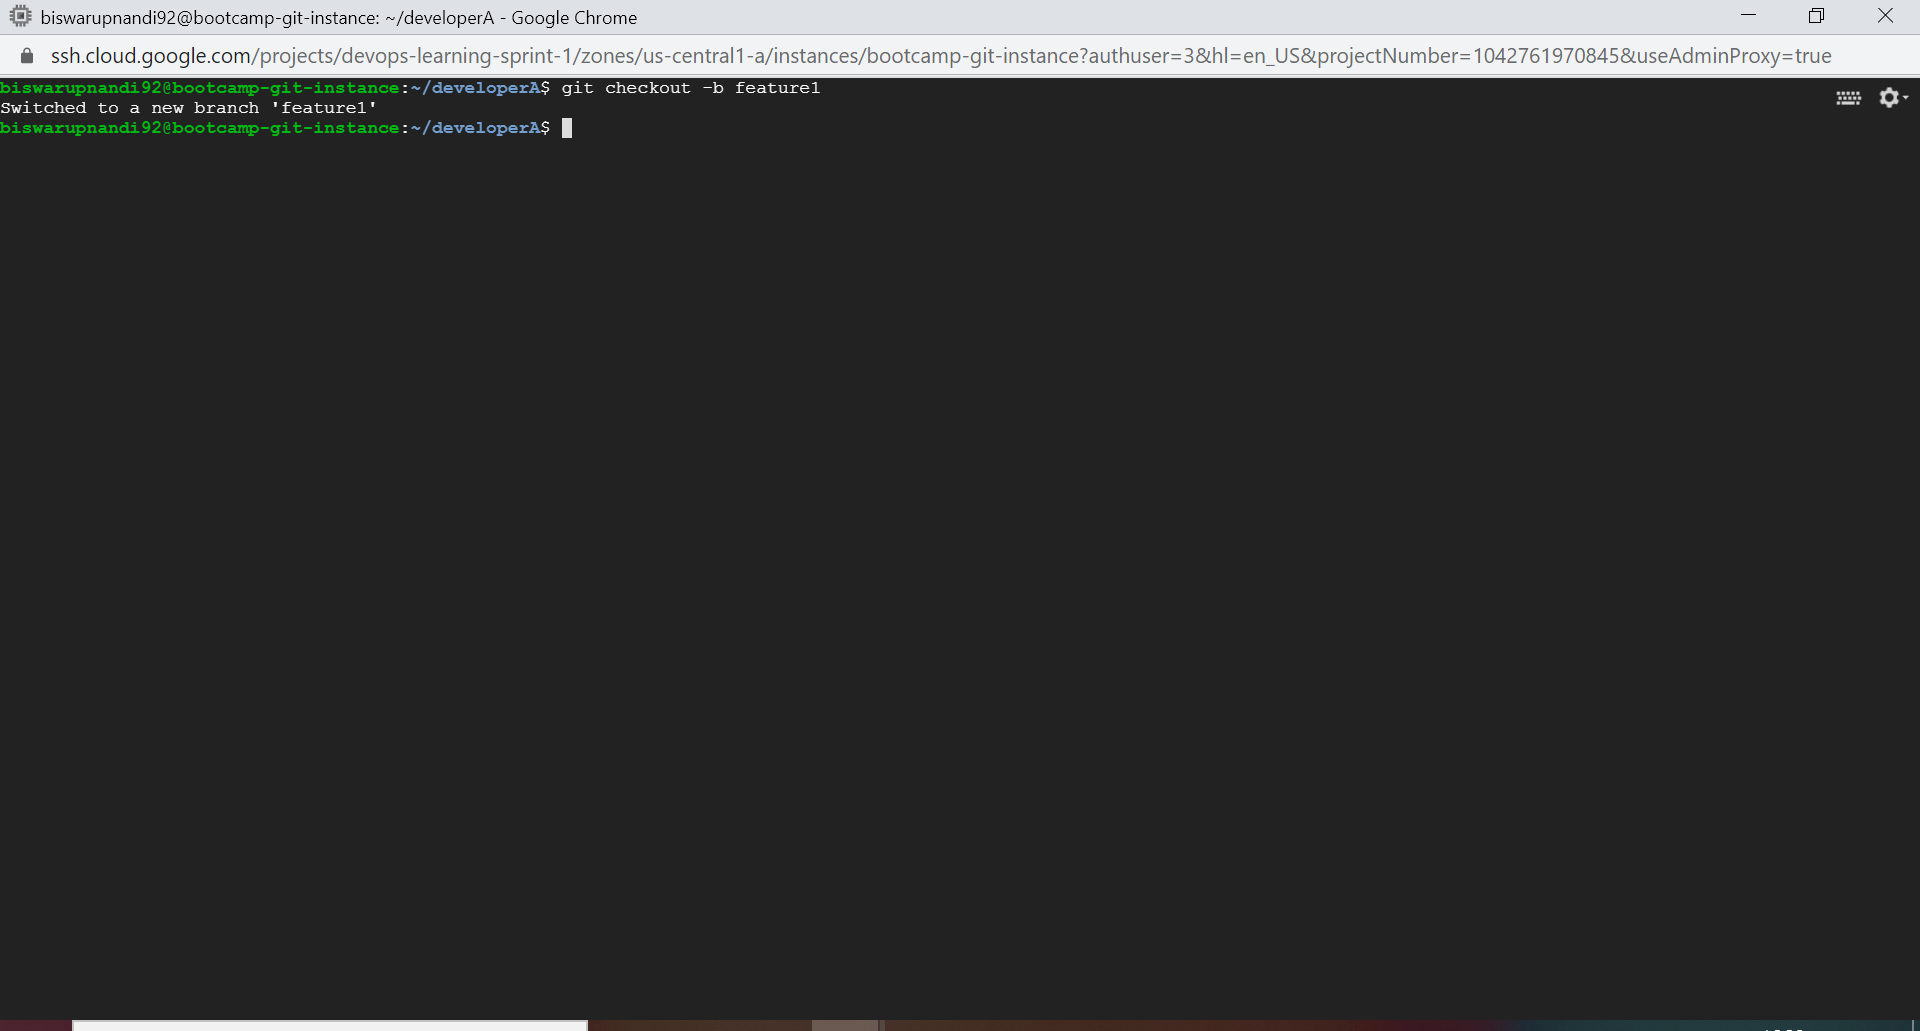 biswarupnandi92@bootcamp-git-instance: ~/developerA - Google Chrome
ssh.cloud.google.com/projects/devops-learning-sprint-1/zones/us-central1-a/instances/bootcamp-git-instance?authuser=3&hl=en_US&projectNumber=1042761970845&useAdminProxy=true
biswarupnandi92@bootcamp-git-instance:~/developerA$ git checkout -b feature1
Switched to a new branch 'feature1'
biswarupnandi92@bootcamp-git-instance:~/developerA$